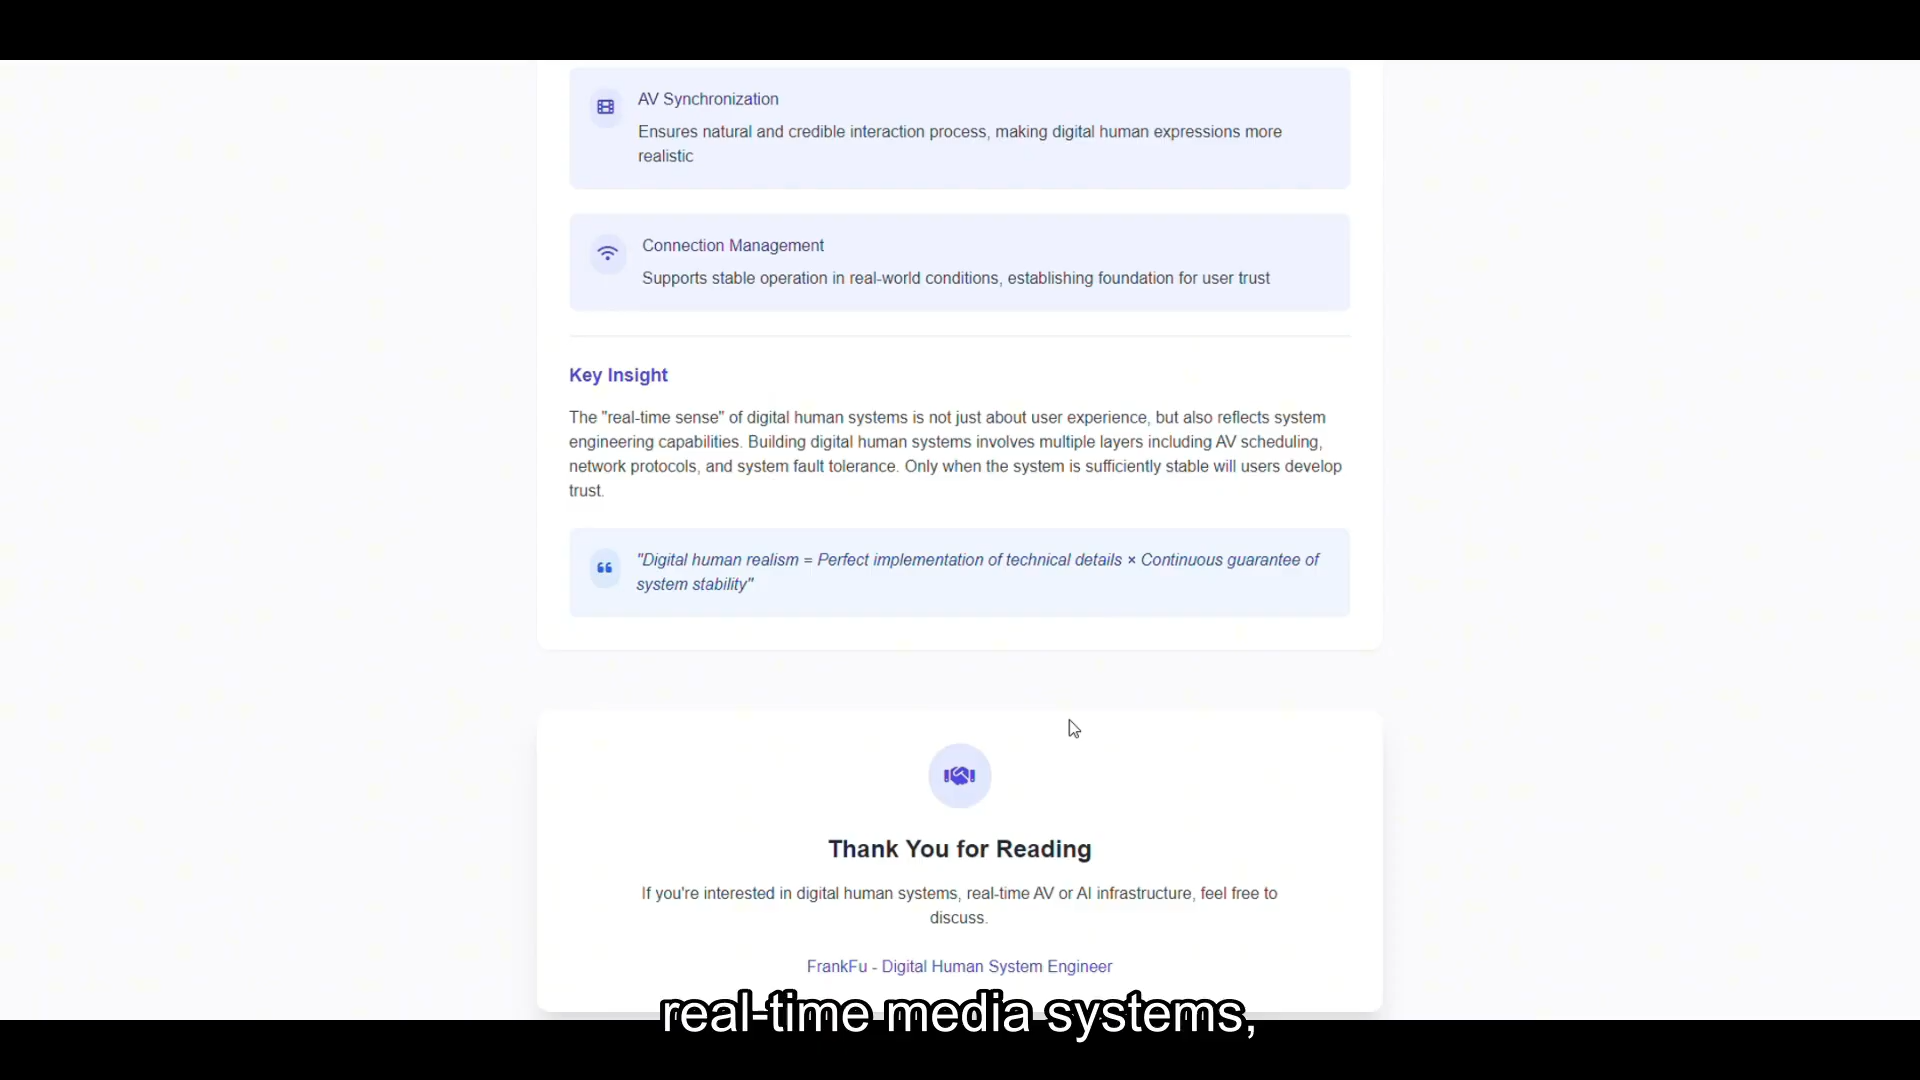 AV Synchronization
Ensures natural and credible interaction process, making digital human expressions more
realistic
Connection Management
Supports stable operation in real-world conditions, establishing foundation for user trust
Key Insight
The "real-time sense" of digital human systems is not just about user experience, but also reflects system
engineering capabilities. Building digital human systems involves multiple layers including AV scheduling,
network protocols, and system fault tolerance. Only when the system is sufficiently stable will users develop
trust.
"Digital human realism = Perfect implementation of technical details × Continuous guarantee of
system stability"
Thank You for Reading
If you're interested in digital human systems, real-time AV or AI infrastructure, feel free to
discuss.
FrankFu - Digital Human System Engineer
real-time media systems,